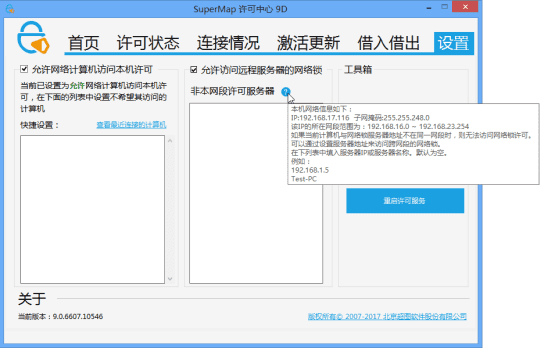 SuperMap 许可中心 9D
首页 许可状态 连接情况 激活更新 借入借出 设置
允许网络计算机访问本机许可
当前已设置为允许网络计算机访问本机许
可，在下面的列表中设置不希望其访问的
计算机
快捷设置：
查看最近连接的计算机
允许访问远程服务器的网络锁
非本网段许可服务器 ?
工具箱
本机网络信息如下：
IP:192.168.17.116 子网掩码:255.255.248.0
该IP的所在网段范围为：192.168.16.0 ~ 192.168.23.254
如果当前计算机与网络锁服务器地址不在同一网段时，则无法访问网络锁许可。
可以通过设置服务器地址来访问跨网段的网络锁。
在下列表中填入服务器IP或服务器名称。默认为空。
例如：
192.168.1.5
Test-PC
重启许可服务
关于
当前版本：9.0.6607.10546
版权所有© 2007-2017 北京超图软件股份有限公司